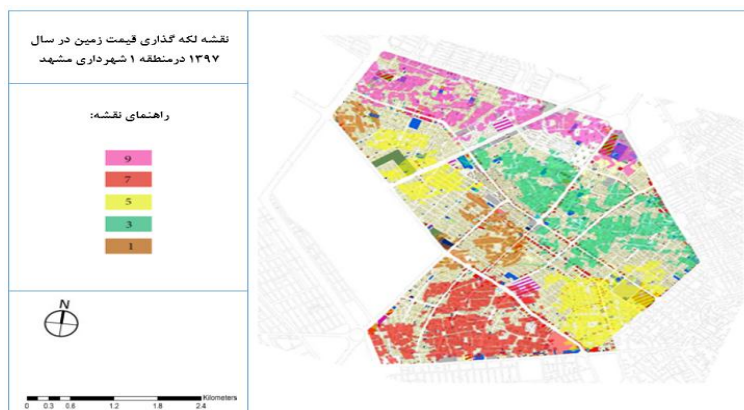 نقشه لکه گذاری قیمت زمین در سال
۱۳۹۷ درمنطقه ۱ شهرداری مشهد
راهنمای نقشه:
9
7
5
3
1
N
Kilometers
0 0.3 0.6 1.2 1.8 2.4